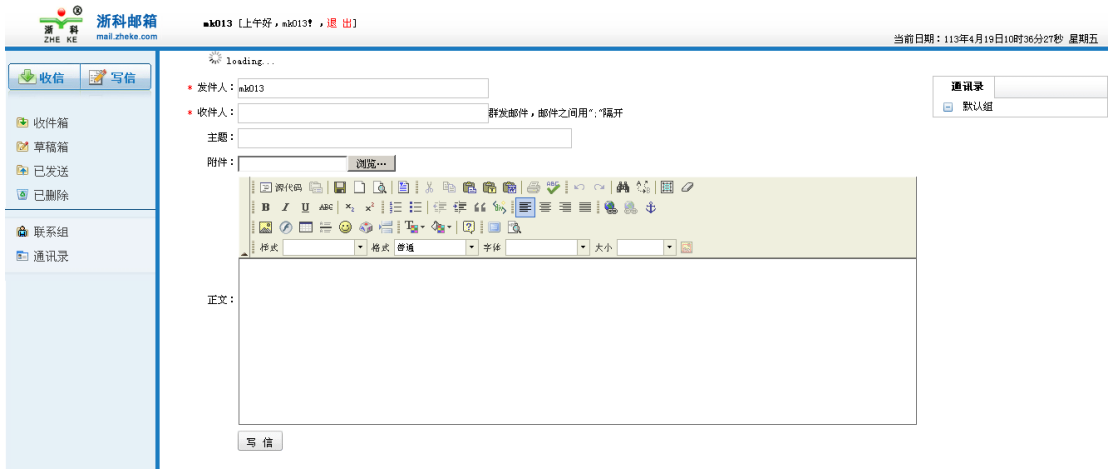 浙 科
ZHE KE
浙科邮箱
mail.zheke.com
mk013 [上午好，mk013! ，退 出]
当前日期：113年4月19日10时36分27秒 星期五
收信
写信
收件箱
草稿箱
已发送
已删除
联系组
通讯录
loading...
* 发件人：mk013
* 收件人：群发邮件，邮件之间用";"隔开
主题：
附件：浏览…
源代码
B I U ABC ×₂ ×²
样式 格式 普通 字体 大小
正文：
写 信
通讯录
默认组